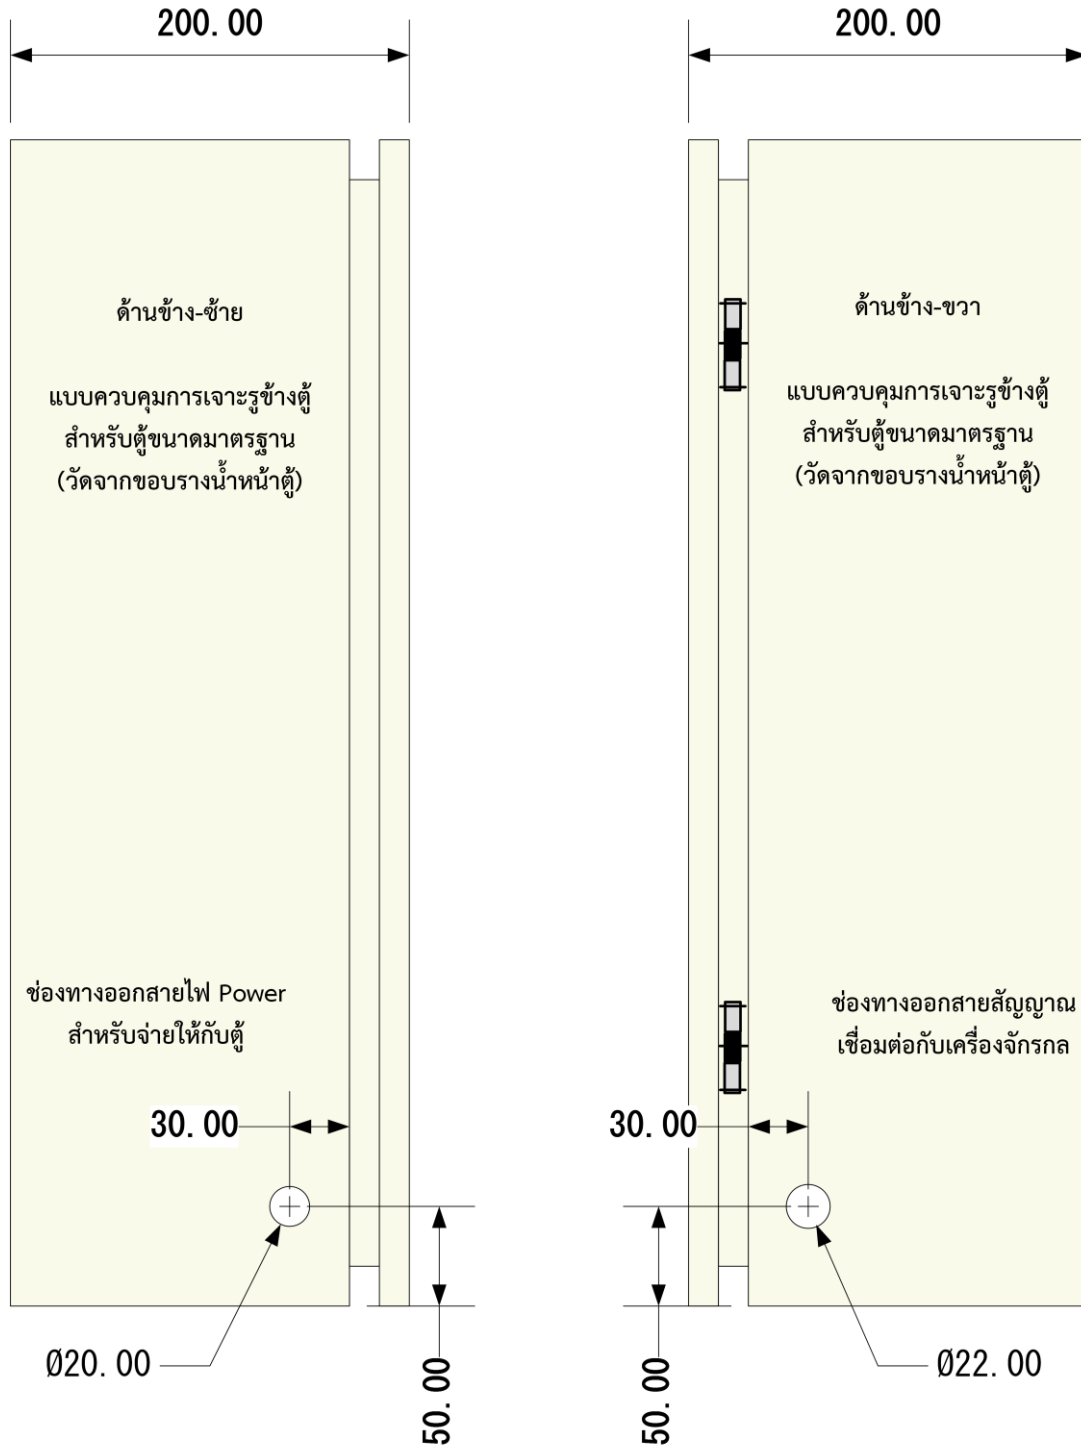 200.00
200.00
ด้านข้าง-ซ้าย
แบบควบคุมการเจาะรูข้างตู้
สำหรับตู้ขนาดมาตรฐาน
(วัดจากขอบรางน้ำหน้าตู้)
ช่องทางออกสายไฟ Power
สำหรับจ่ายให้กับตู้
30.00
Ø20.00
50.00
ด้านข้าง-ขวา
แบบควบคุมการเจาะรูข้างตู้
สำหรับตู้ขนาดมาตรฐาน
(วัดจากขอบรางน้ำหน้าตู้)
ช่องทางออกสายสัญญาณ
เชื่อมต่อกับเครื่องจักรกล
30.00
50.00
Ø22.00